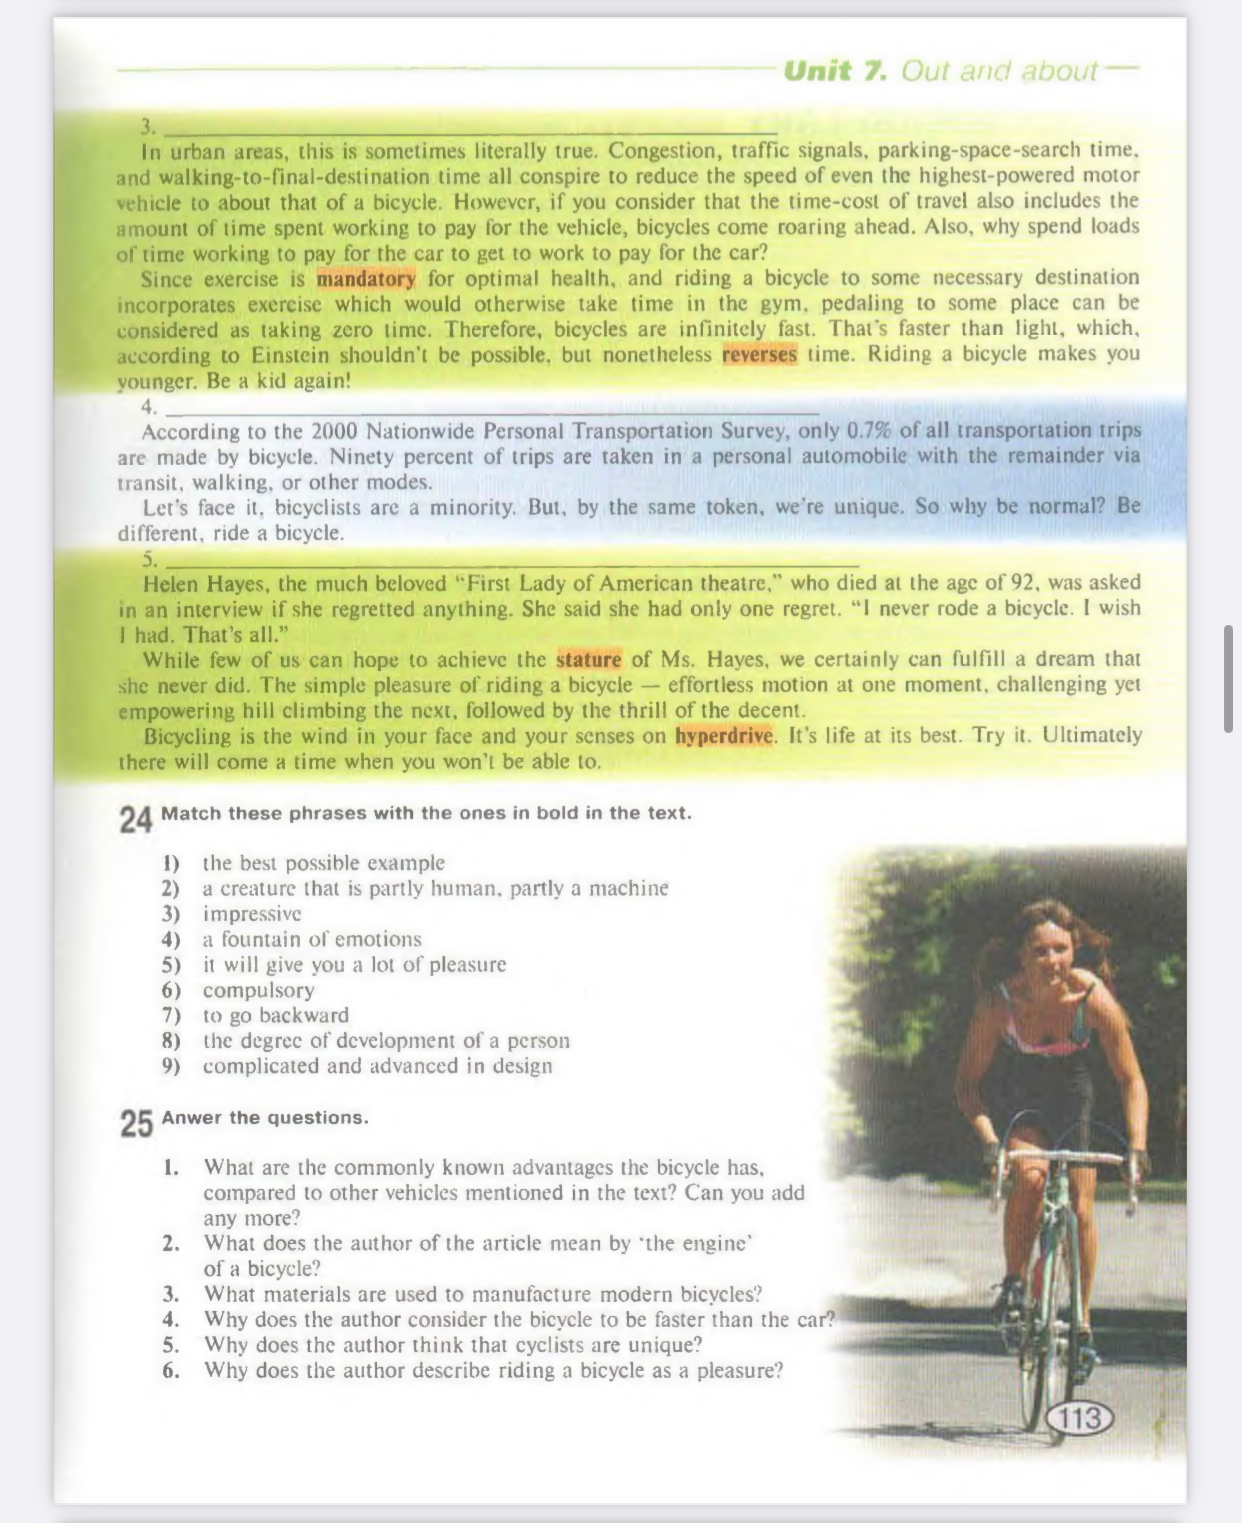 Unit 7. Out and about
3.
In urban areas, this is sometimes literally true. Congestion, traffic signals, parking-space-search time,
and walking-to-final-destination time all conspire to reduce the speed of even the highest-powered motor
vehicle to about that of a bicycle. However, if you consider that the time-cost of travel also includes the
amount of time spent working to pay for the vehicle, bicycles come roaring ahead. Also, why spend loads
of time working to pay for the car to get to work to pay for the car?
Since exercise is mandatory for optimal health, and riding a bicycle to some necessary destination
incorporates exercise which would otherwise take time in the gym, pedaling to some place can be
considered as taking zero time. Therefore, bicycles are infinitely fast. That's faster than light, which,
according to Einstein shouldn't be possible, but nonetheless reverses time. Riding a bicycle makes you
younger. Be a kid again!
4.
According to the 2000 Nationwide Personal Transportation Survey, only 0.7% of all transportation trips
are made by bicycle. Ninety percent of trips are taken in a personal automobile with the remainder via
transit, walking, or other modes.
Let's face it, bicyclists are a minority. But, by the same token, we're unique. So why be normal? Be
different, ride a bicycle.
5.
Helen Hayes, the much beloved "First Lady of American theatre," who died at the age of 92, was asked
in an interview if she regretted anything. She said she had only one regret. "I never rode a bicycle. I wish
I had. That's all."
While few of us can hope to achieve the stature of Ms. Hayes, we certainly can fulfill a dream that
she never did. The simple pleasure of riding a bicycle — effortless motion at one moment, challenging yet
empowering hill climbing the next, followed by the thrill of the decent.
Bicycling is the wind in your face and your senses on hyperdrive. It's life at its best. Try it. Ultimately
there will come a time when you won't be able to.
24 Match these phrases with the ones in bold in the text.
1) the best possible example
2) a creature that is partly human, partly a machine
3) impressive
4) a fountain of emotions
5) it will give you a lot of pleasure
6) compulsory
7) to go backward
8) the degree of development of a person
9) complicated and advanced in design
25 Anwer the questions.
1. What are the commonly known advantages the bicycle has,
compared to other vehicles mentioned in the text? Can you add
any more?
2. What does the author of the article mean by 'the engine'
of a bicycle?
3. What materials are used to manufacture modern bicycles?
4. Why does the author consider the bicycle to be faster than the car?
5. Why does the author think that cyclists are unique?
6. Why does the author describe riding a bicycle as a pleasure?
113